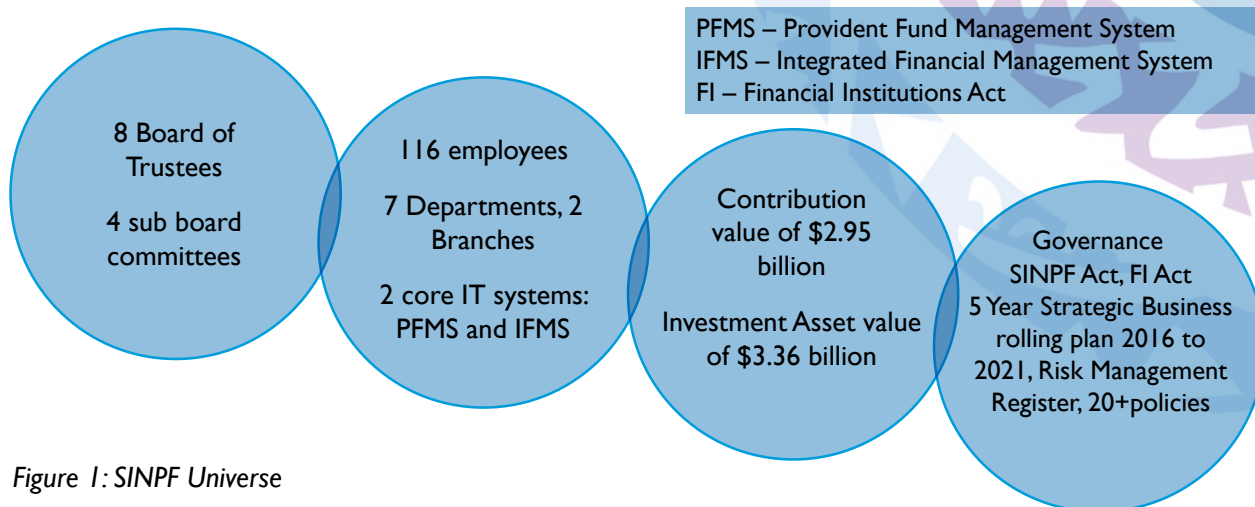 PFMS – Provident Fund Management System
IFMS – Integrated Financial Management System
FI – Financial Institutions Act
8 Board of
Trustees
4 sub board
committees
116 employees
7 Departments, 2
Branches
2 core IT systems:
PFMS and IFMS
Contribution
value of $2.95
billion
Investment Asset value
of $3.36 billion
Governance
SINPF Act, FI Act
5 Year Strategic Business
rolling plan 2016 to
2021, Risk Management
Register, 20+policies
Figure 1: SINPF Universe